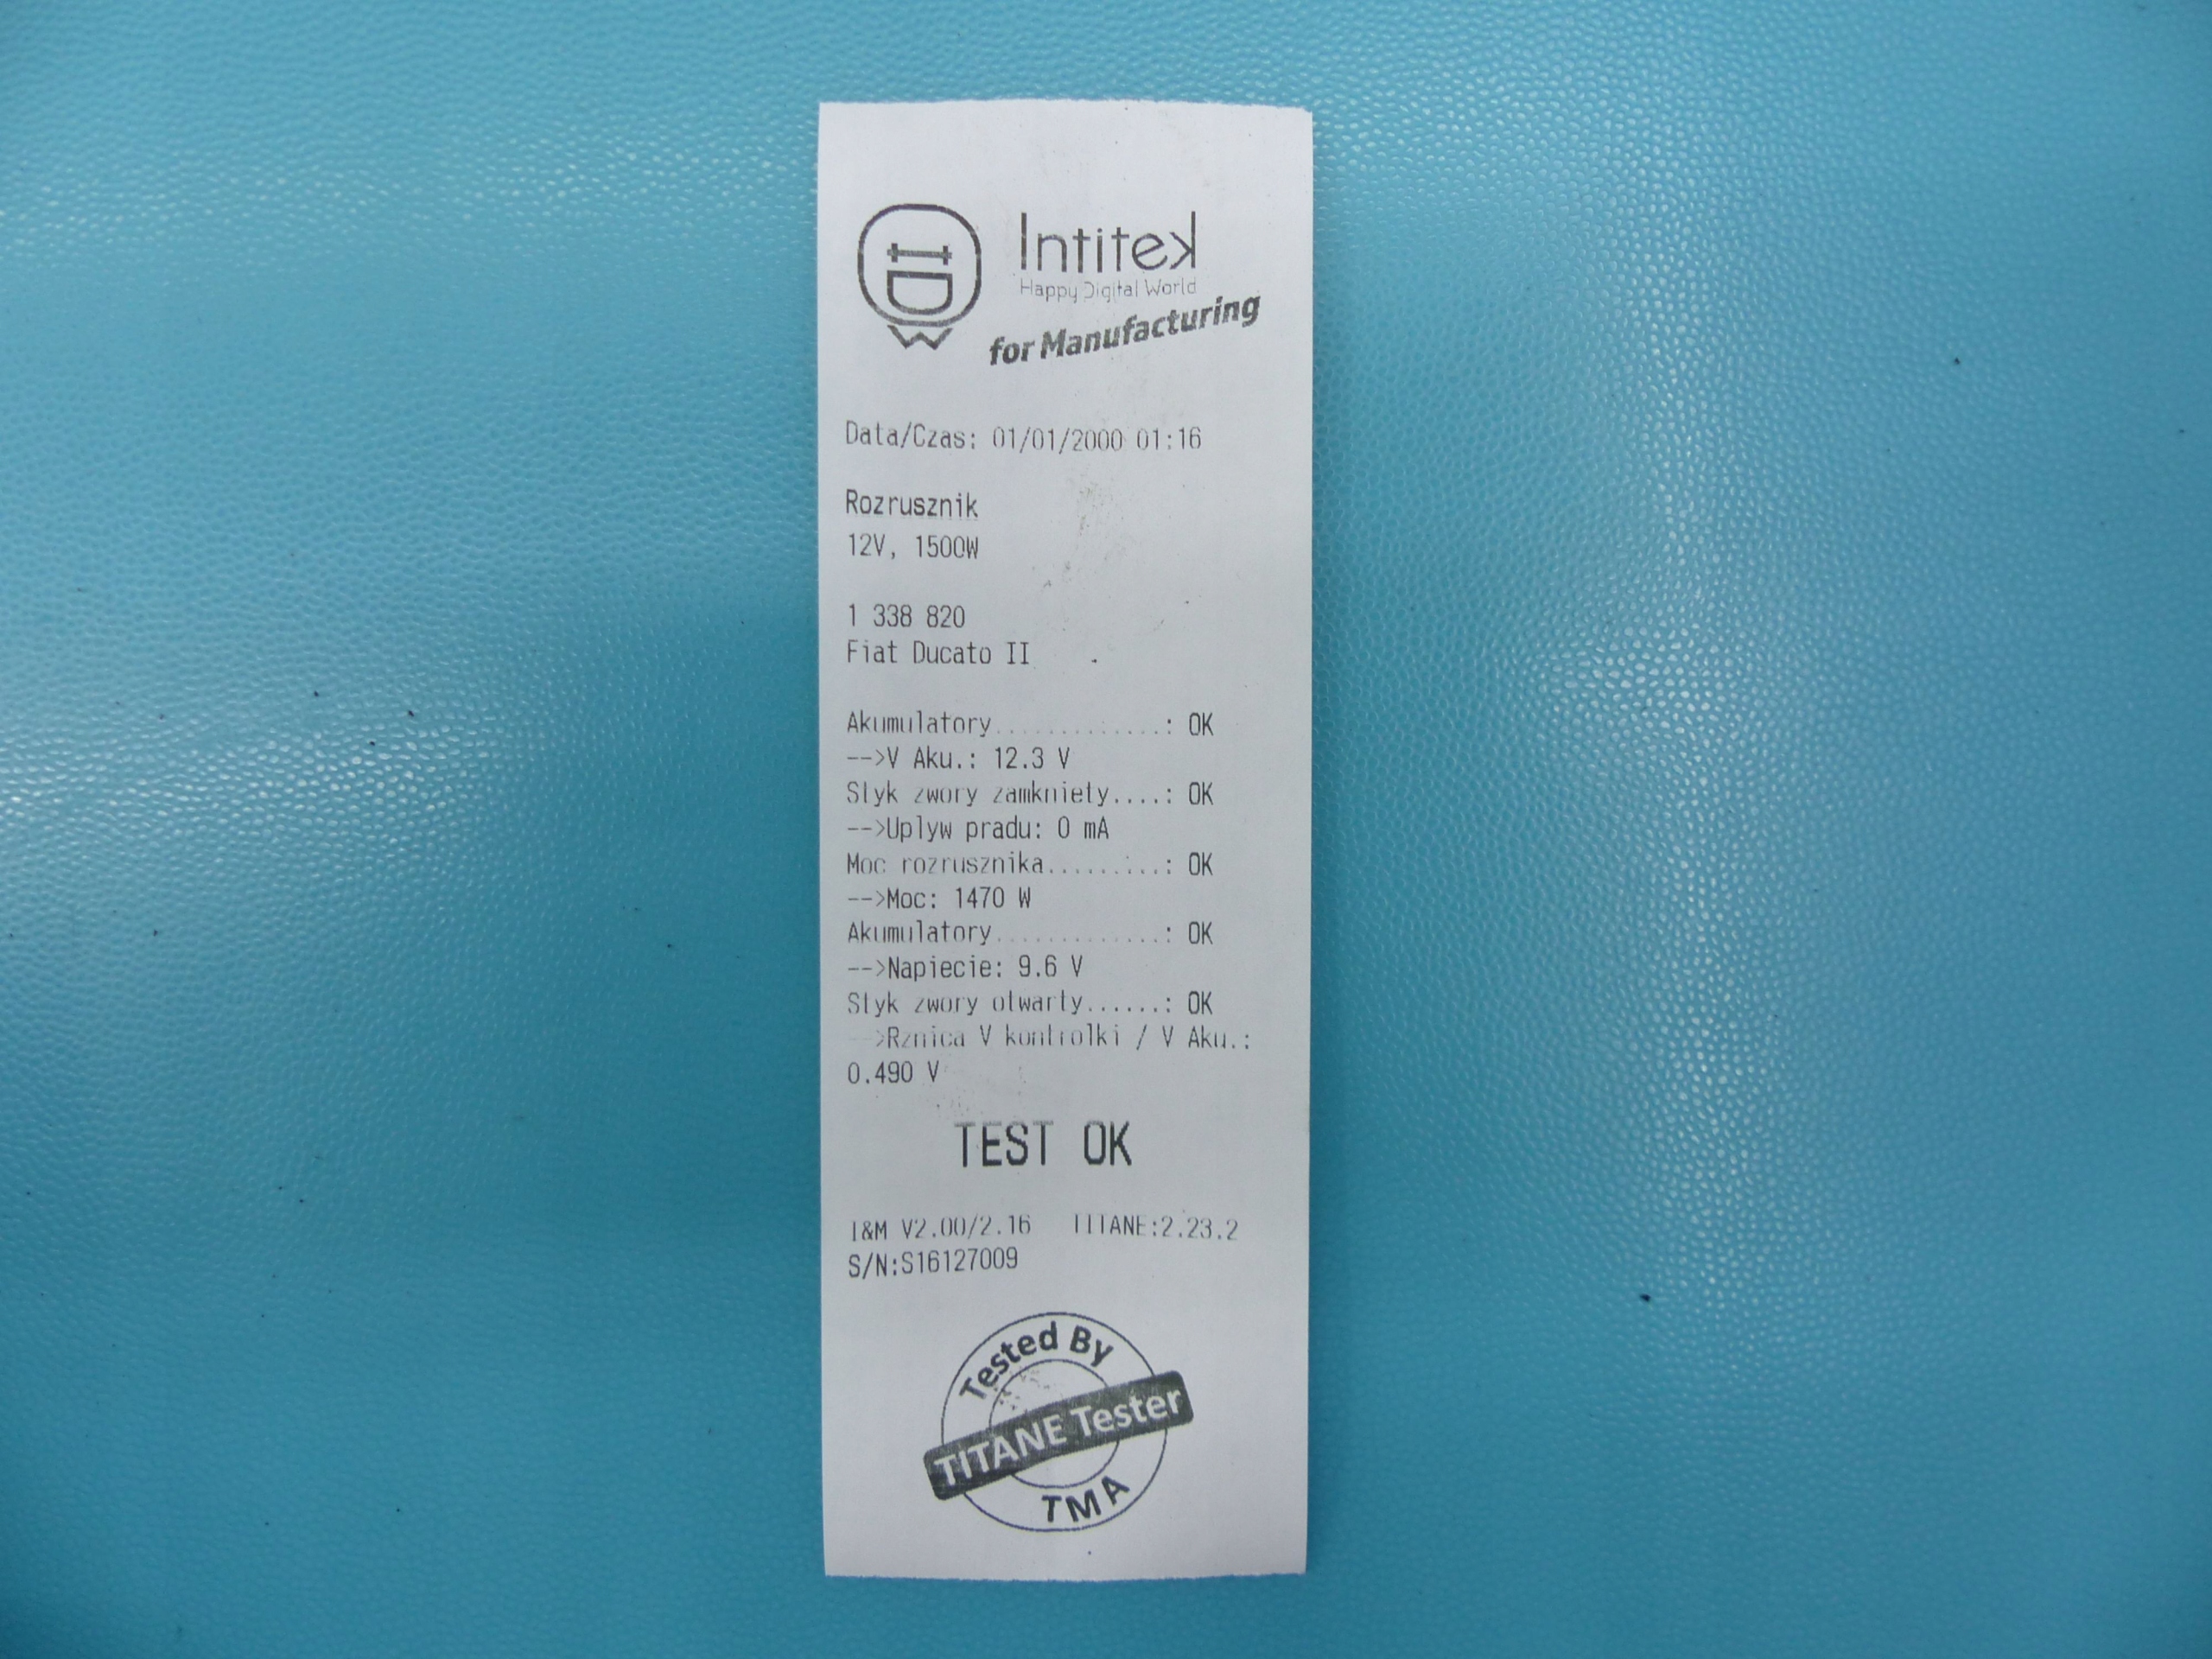 Intitek
Happy Digital World
for Manufacturing
Data/Czas: 01/01/2000 01:16
Rozrusznik
12V, 1500W
1 338 820
Fiat Ducato II
Akumulatory.............: OK
-->V Aku.: 12.3 V
Styk zwory zamkniety....: OK
-->Uplyw pradu: 0 mA
Moc rozrusznika.........: OK
-->Moc: 1470 W
Akumulatory.............: OK
-->Napiecie: 9.6 V
Styk zwory otwarty......: OK
-->Rznica V kontrolki / V Aku.:
0.490 V
TEST OK
I&M V2.00/2.16 TITANE:2.23.2
S/N:S16127009
Tested By
TITANE Tester
TMA